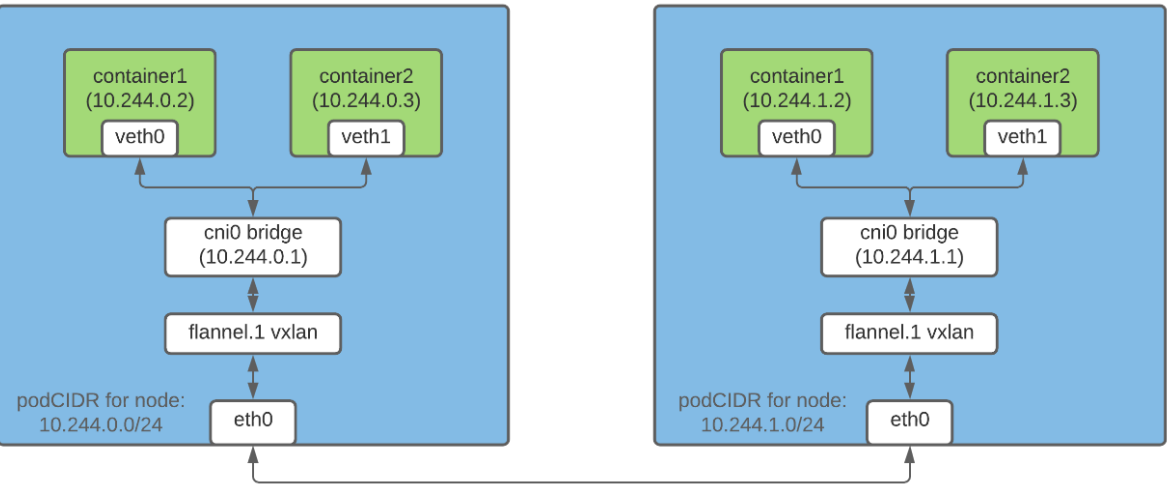 container1
(10.244.0.2)
veth0
container2
(10.244.0.3)
veth1
cni0 bridge
(10.244.0.1)
flannel.1 vxlan
podCIDR for node:
10.244.0.0/24
eth0
container1
(10.244.1.2)
veth0
container2
(10.244.1.3)
veth1
cni0 bridge
(10.244.1.1)
flannel.1 vxlan
podCIDR for node:
10.244.1.0/24
eth0